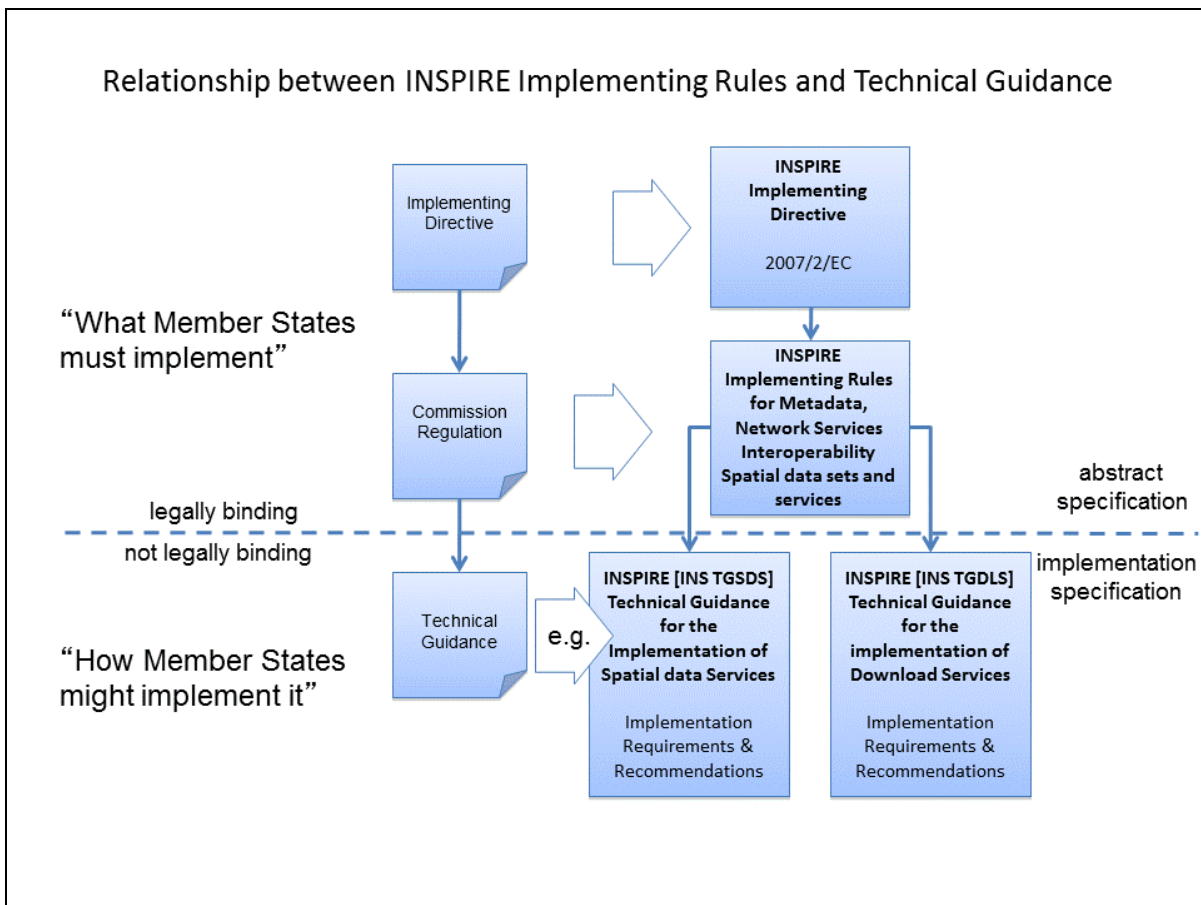 Relationship between INSPIRE Implementing Rules and Technical Guidance
Implementing
Directive
INSPIRE
Implementing
Directive
2007/2/EC
“What Member States
must implement”
Commission
Regulation
INSPIRE
Implementing Rules
for Metadata,
Network Services
Interoperability
Spatial data sets and
services
legally binding
abstract
specification
not legally binding
implementation
specification
Technical
Guidance
e.g.
INSPIRE [INS TGSDS]
Technical Guidance
for the
Implementation of
Spatial data Services
Implementation
Requirements &
Recommendations
INSPIRE [INS TGDLS]
Technical Guidance
for the
implementation of
Download Services
Implementation
Requirements &
Recommendations
“How Member States
might implement it”